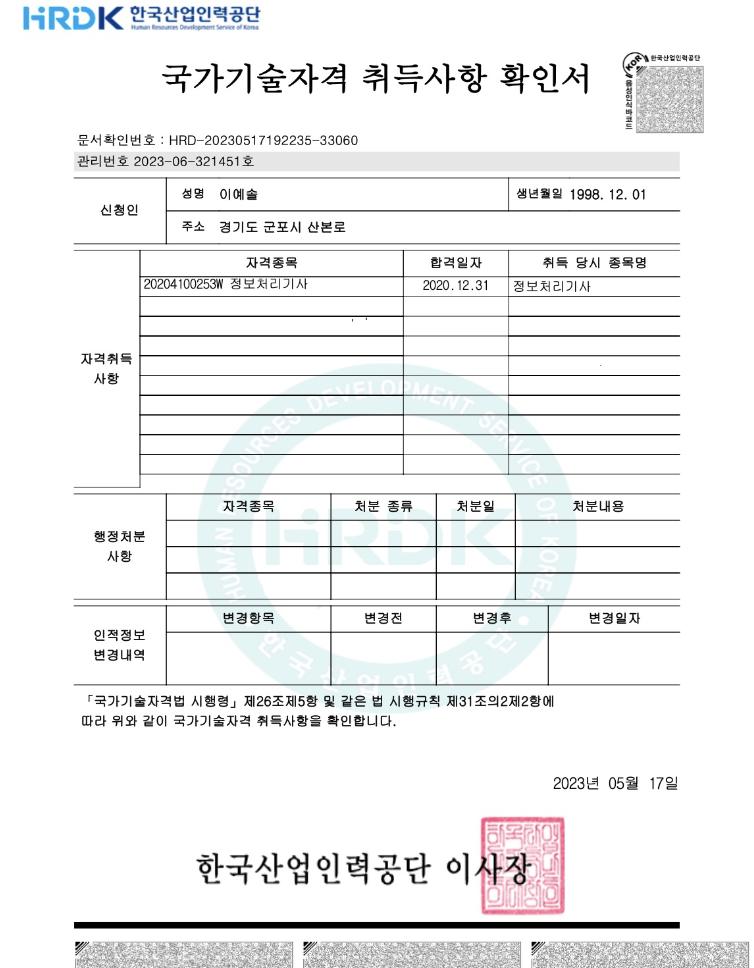 HRDK 한국산업인력공단
Human Resources Development Service of Korea
국가기술자격 취득사항 확인서
KOR 한국산업인력공단
음성인식바코드
문서확인번호 : HRD-20230517192235-33060
관리번호 2023-06-321451호
신청인
성명 이예솔 생년월일 1998. 12. 01
주소 경기도 군포시 산본로
자격취득
사항
자격종목 합격일자 취득 당시 종목명
20204100253W 정보처리기사 2020.12.31 정보처리기사
행정처분
사항
자격종목 처분 종류 처분일 처분내용
인적정보
변경내역
변경항목 변경전 변경후 변경일자
HUMAN RESOURCES DEVELOPMENT SERVICE OF KOREA
HRDK
한국산업인력공단
「국가기술자격법 시행령」 제26조제5항 및 같은 법 시행규칙 제31조의2제2항에
따라 위와 같이 국가기술자격 취득사항을 확인합니다.
2023년 05월 17일
한국산업인력공단 이사장